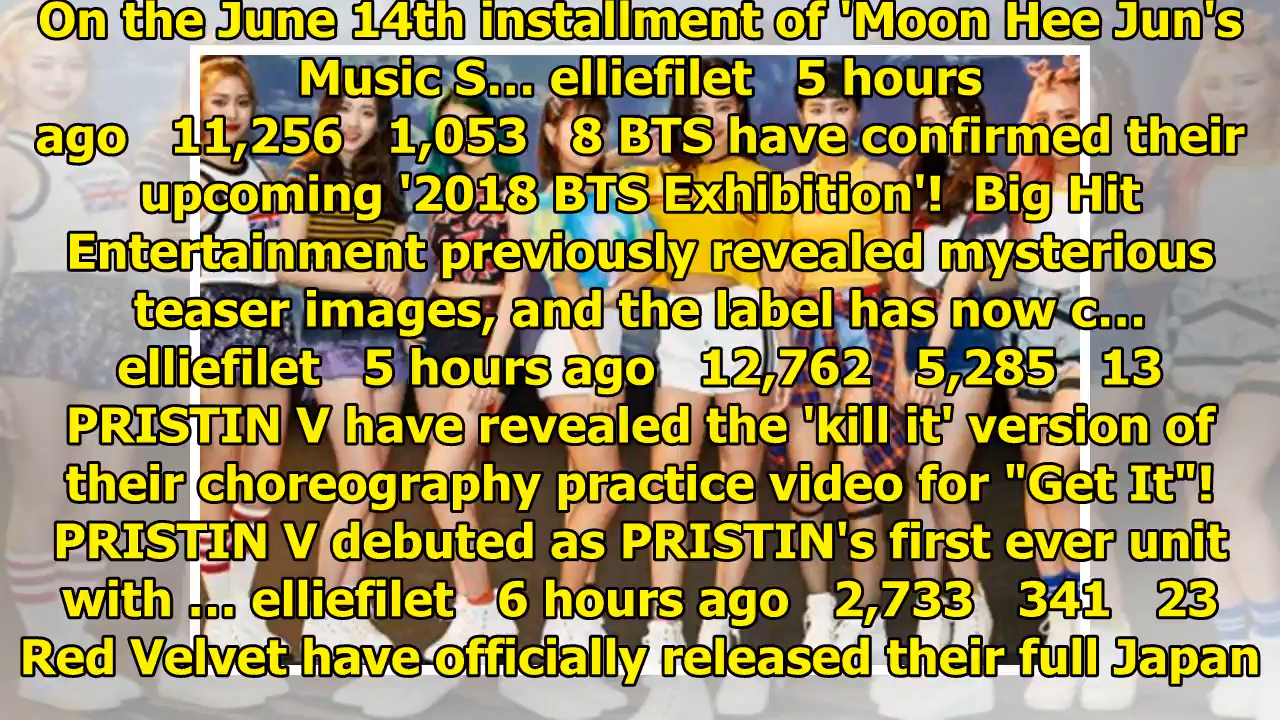 On the June 14th installment of 'Moon Hee Jun's
Music S... elliefilet 5 hours
ago 11,256 1,053 8 BTS have confirmed their
upcoming '2018 BTS Exhibition'! Big Hit
Entertainment previously revealed mysterious
teaser images, and the label has now c...
elliefilet 5 hours ago 12,762 5,285 13
PRISTIN V have revealed the 'kill it' version of
their choreography practice video for "Get It"!
PRISTIN V debuted as PRISTIN's first ever unit
with ... elliefilet 6 hours ago 2,733 341 23
Red Velvet have officially released their full Japan